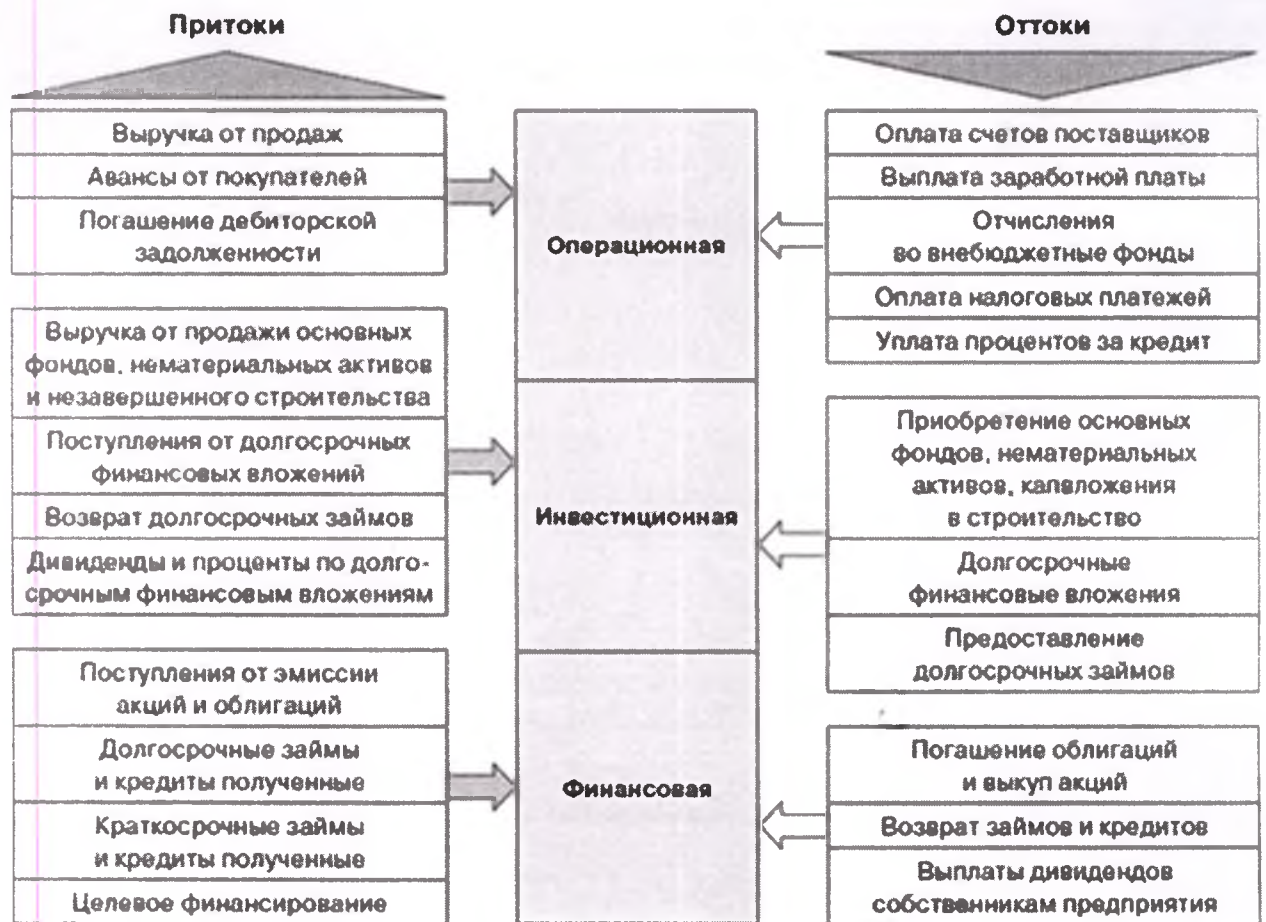 Притоки
Оттоки
Выручка от продаж
Авансы от покупателей
Погашение дебиторской
задолженности
Операционная
Оплата счетов поставщиков
Выплата заработной платы
Отчисления
во внебюджетные фонды
Оплата налоговых платежей
Уплата процентов за кредит
Выручка от продажи основных
фондов, нематериальных активов
и незавершенного строительства
Поступления от долгосрочных
финансовых вложений
Возврат долгосрочных займов
Дивиденды и проценты по долго-
срочным финансовым вложениям
Инвестиционная
Приобретение основных
фондов, нематериальных
активов, капвложения
в строительство
Долгосрочные
финансовые вложения
Предоставление
долгосрочных займов
Поступления от эмиссии
акций и облигаций
Долгосрочные займы
и кредиты полученные
Краткосрочные займы
и кредиты полученные
Целевое финансирование
Финансовая
Погашение облигаций
и выкуп акций
Возврат займов и кредитов
Выплаты дивидендов
собственникам предприятия